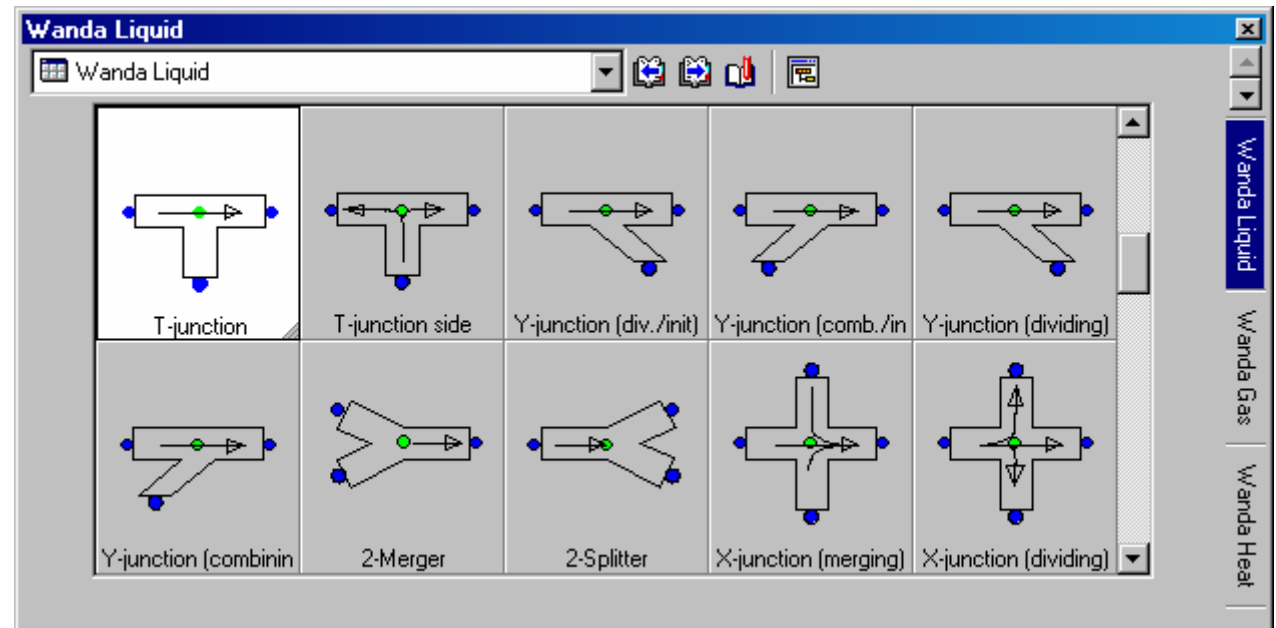 Wanda Liquid
Wanda Liquid
T-junction
T-junction side
Y-junction (div./init)
Y-junction (comb./in
Y-junction (dividing)
Y-junction (combinin
2-Merger
2-Splitter
X-junction (merging)
X-junction (dividing)
Wanda Liquid
Wanda Gas
Wanda Heat